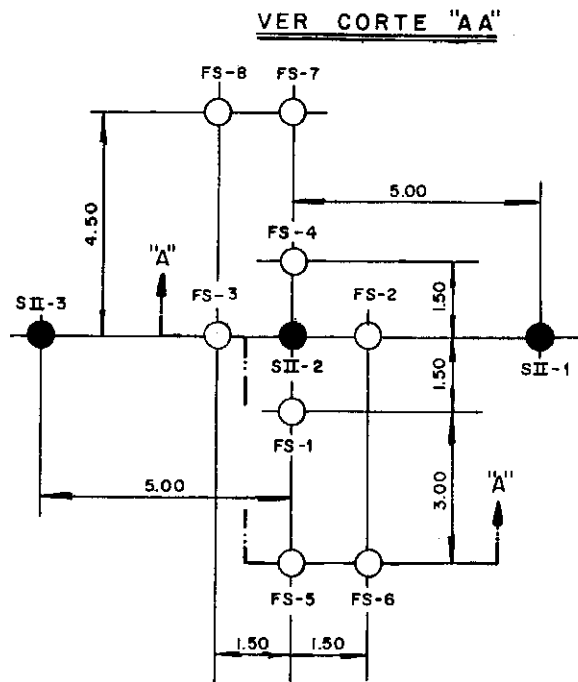 VER CORTE "AA"
FS-8 FS-7
5.00
4.50
FS-4
"A"
SII-3
FS-3
FS-2
1.50
SII-2
SII-1
1.50
FS-1
5.00
3.00
"A"
FS-5 FS-6
1.50 1.50